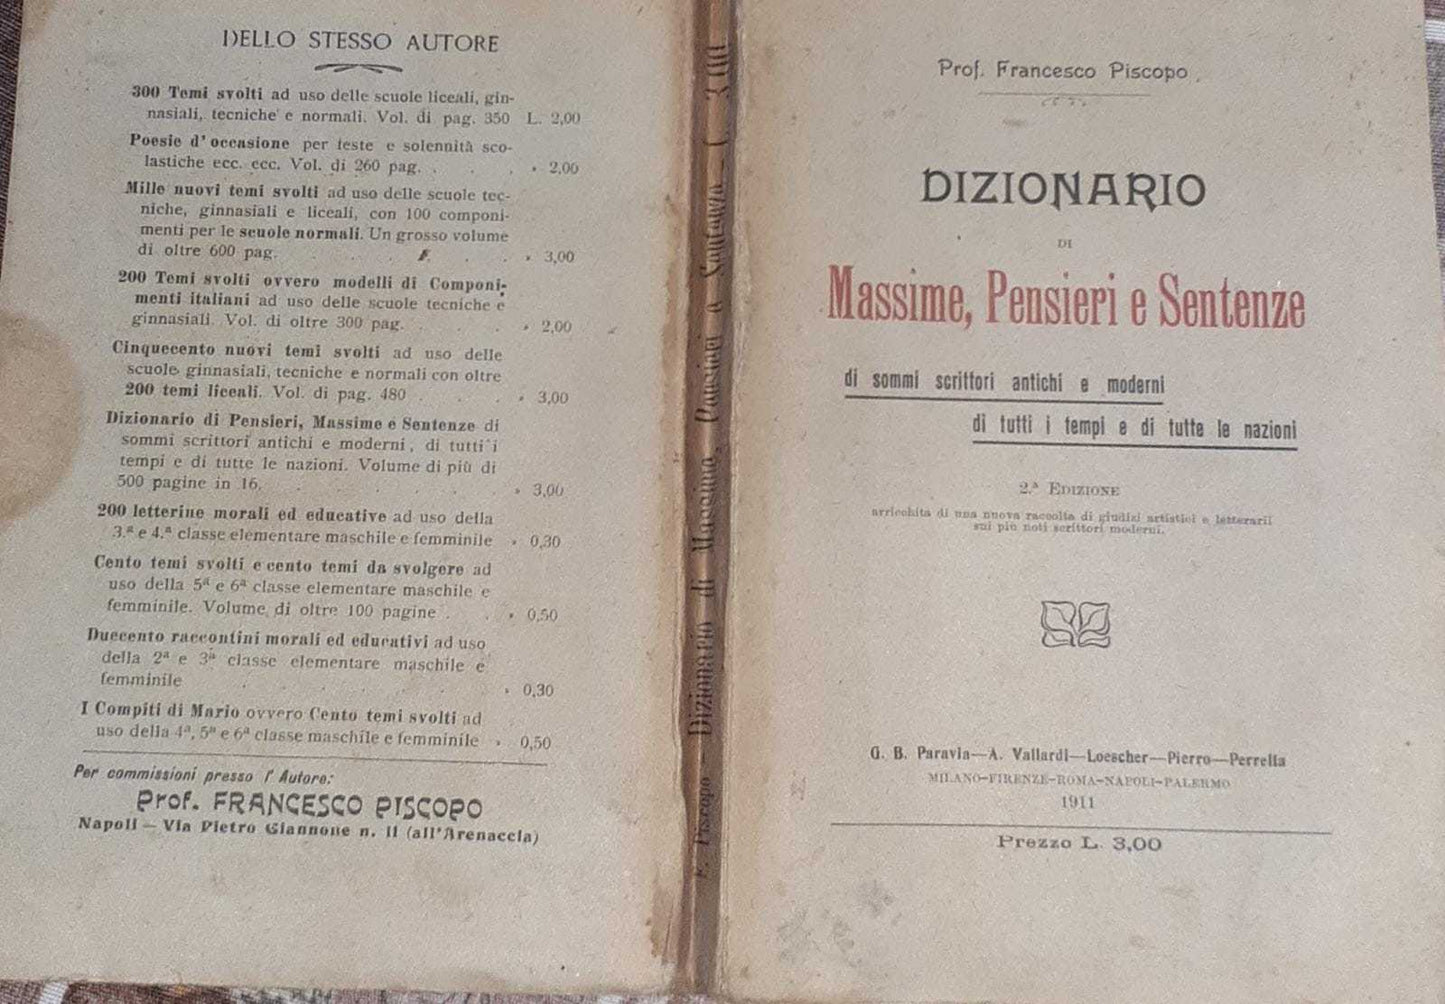 DELLO STESSO AUTORE
300 Temi svolti ad uso delle scuole liceali, gin-
nasiali, tecniche e normali. Vol. di pag. 350 L. 2,00
Poesie d'occasione per feste e solennità sco-
lastiche ecc. ecc. Vol. di 260 pag. . . . » 2,00
Mille nuovi temi svolti ad uso delle scuole tec-
niche, ginnasiali e liceali, con 100 componi-
menti per le scuole normali. Un grosso volume
di oltre 600 pag. . . . . . » 3,00
200 Temi svolti ovvero modelli di Componi-
menti italiani ad uso delle scuole tecniche e
ginnasiali. Vol. di oltre 300 pag. . . . » 2,00
Cinquecento nuovi temi svolti ad uso delle
scuole ginnasiali, tecniche e normali con oltre
200 temi liceali. Vol. di pag. 480 . . . » 3,00
Dizionario di Pensieri, Massime e Sentenze di
sommi scrittori antichi e moderni, di tutti i
tempi e di tutte le nazioni. Volume di più di
500 pagine in 16. . . . . . . » 3,00
200 letterine morali ed educative ad uso della
3.ª e 4.ª classe elementare maschile e femminile » 0,30
Cento temi svolti e cento temi da svolgere ad
uso della 5ª e 6ª classe elementare maschile e
femminile. Volume di oltre 100 pagine . . » 0,50
Duecento raccontini morali ed educativi ad uso
della 2ª e 3ª classe elementare maschile e
femminile . . . . . . » 0,30
I Compiti di Mario ovvero Cento temi svolti ad
uso della 4ª, 5ª e 6ª classe maschile e femminile » 0,50
Per commissioni presso l'Autore:
Prof. FRANCESCO PISCOPO
Napoli — Via Pietro Giannone n. 11 (all'Arenaccia)
F. Piscopo - Dizionario di Massime, Pensieri e Sentenze L. 3,00
Prof. Francesco Piscopo
DIZIONARIO
DI
Massime, Pensieri e Sentenze
di sommi scrittori antichi e moderni
di tutti i tempi e di tutte le nazioni
2.ª EDIZIONE
arricchita di una nuova raccolta di giudizi artistici e letterarii
sui più noti scrittori moderni.
G. B. Paravia—A. Vallardi—Loescher—Pierro—Perrella
MILANO-FIRENZE-ROMA-NAPOLI-PALERMO
1911
Prezzo L. 3,00